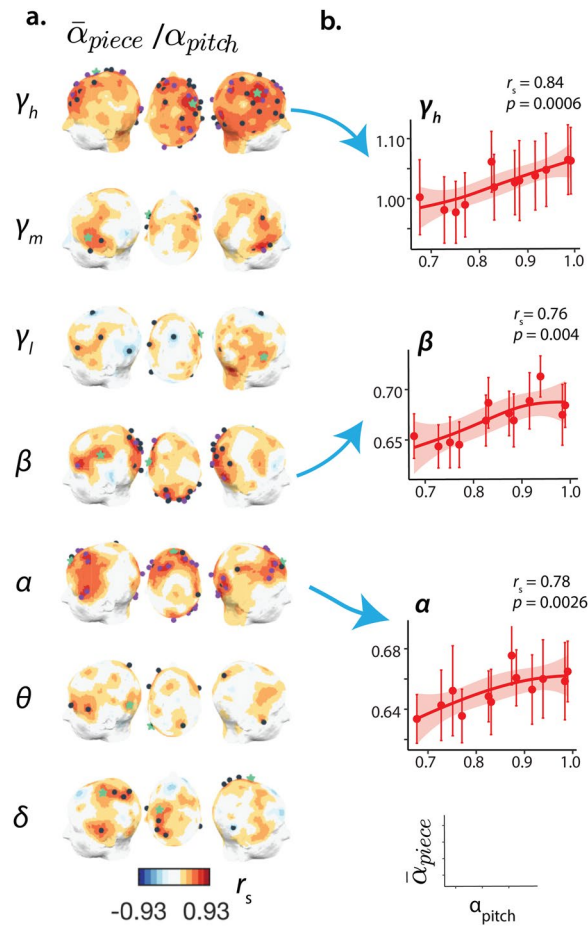 a.
ᾱpiece /αpitch
γh
γm
γl
β
α
θ
δ
rs
-0.93 0.93
b.
rs = 0.84
p = 0.0006
γh
1.10
1.00
0.7 0.8 0.9 1.0
rs = 0.76
p = 0.004
β
0.70
0.65
0.7 0.8 0.9 1.0
rs = 0.78
p = 0.0026
α
0.68
0.64
0.7 0.8 0.9 1.0
ᾱpiece
αpitch